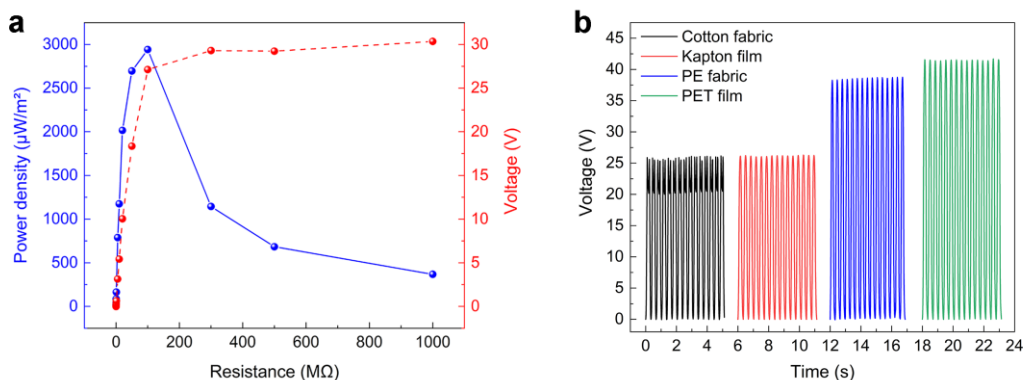 a
3000
2500
2000
1500
1000
500
0
Power density (µW/m²)
30
25
20
15
10
5
0
Voltage (V)
0 200 400 600 800 1000
Resistance (MΩ)
b
45
40
35
30
25
20
15
10
5
0
Voltage (V)
Cotton fabric
Kapton film
PE fabric
PET film
0 2 4 6 8 10 12 14 16 18 20 22 24
Time (s)